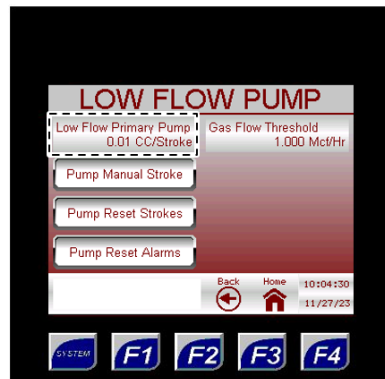 LOW FLOW PUMP
Low Flow Primary Pump
0.01 CC/Stroke
Gas Flow Threshold
1.000 Mcf/Hr
Pump Manual Stroke
Pump Reset Strokes
Pump Reset Alarms
Back
Home
10:04:30
11/27/23
SYSTEM
F1
F2
F3
F4